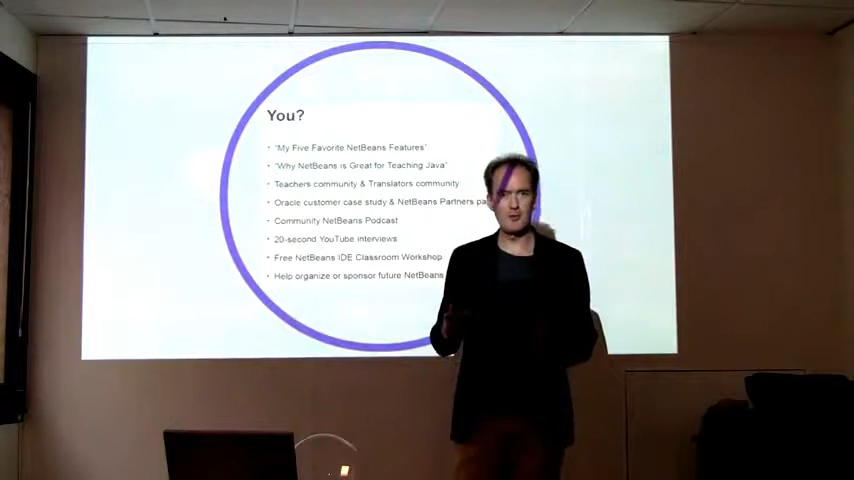 You?
• "My Five Favorite NetBeans Features"
• "Why NetBeans is Great for Teaching Java"
• Teachers community & Translators community
• Oracle customer case study & NetBeans Partners
• Community NetBeans Podcast
• 20-second YouTube interviews
• Free NetBeans IDE Classroom Workshop
• Help organize or sponsor future NetBeans